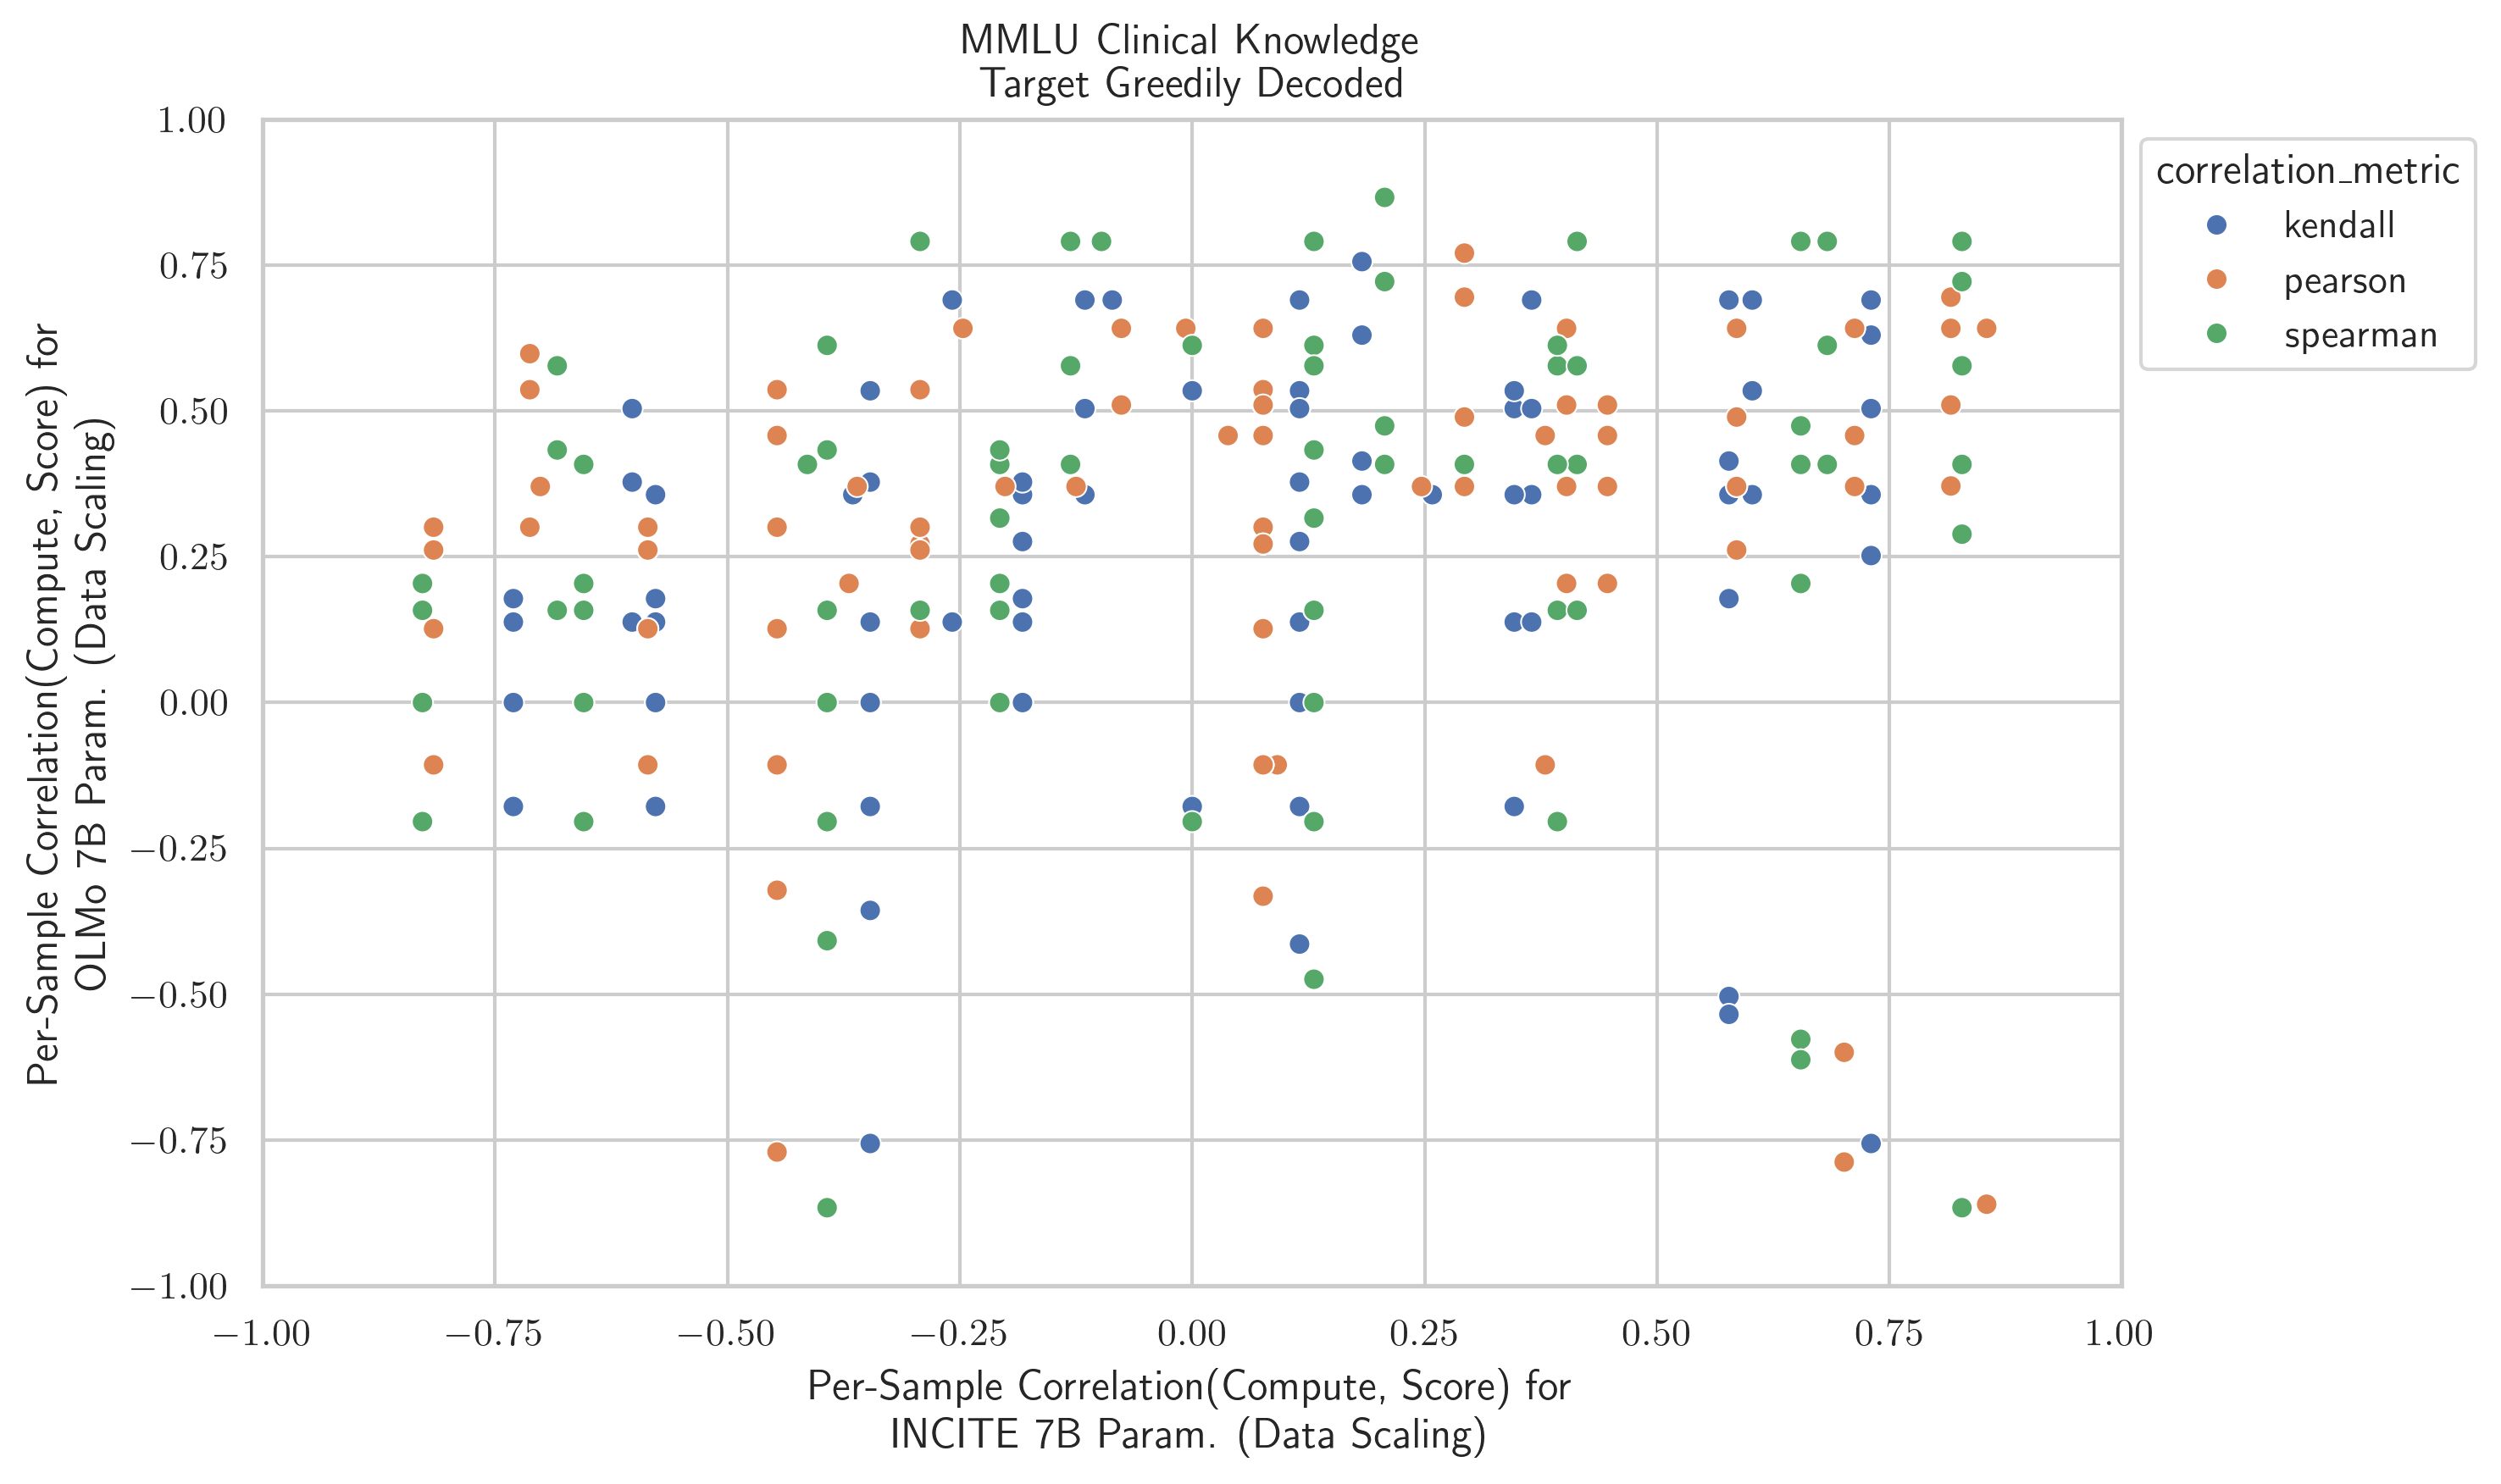 MMLU Clinical Knowledge
Target Greedily Decoded
Per-Sample Correlation(Compute, Score) for
OLMo 7B Param. (Data Scaling)
1.00
0.75
0.50
0.25
0.00
−0.25
−0.50
−0.75
−1.00
−1.00
−0.75
−0.50
−0.25
0.00
0.25
0.50
0.75
1.00
Per-Sample Correlation(Compute, Score) for
INCITE 7B Param. (Data Scaling)
correlation_metric
kendall
pearson
spearman